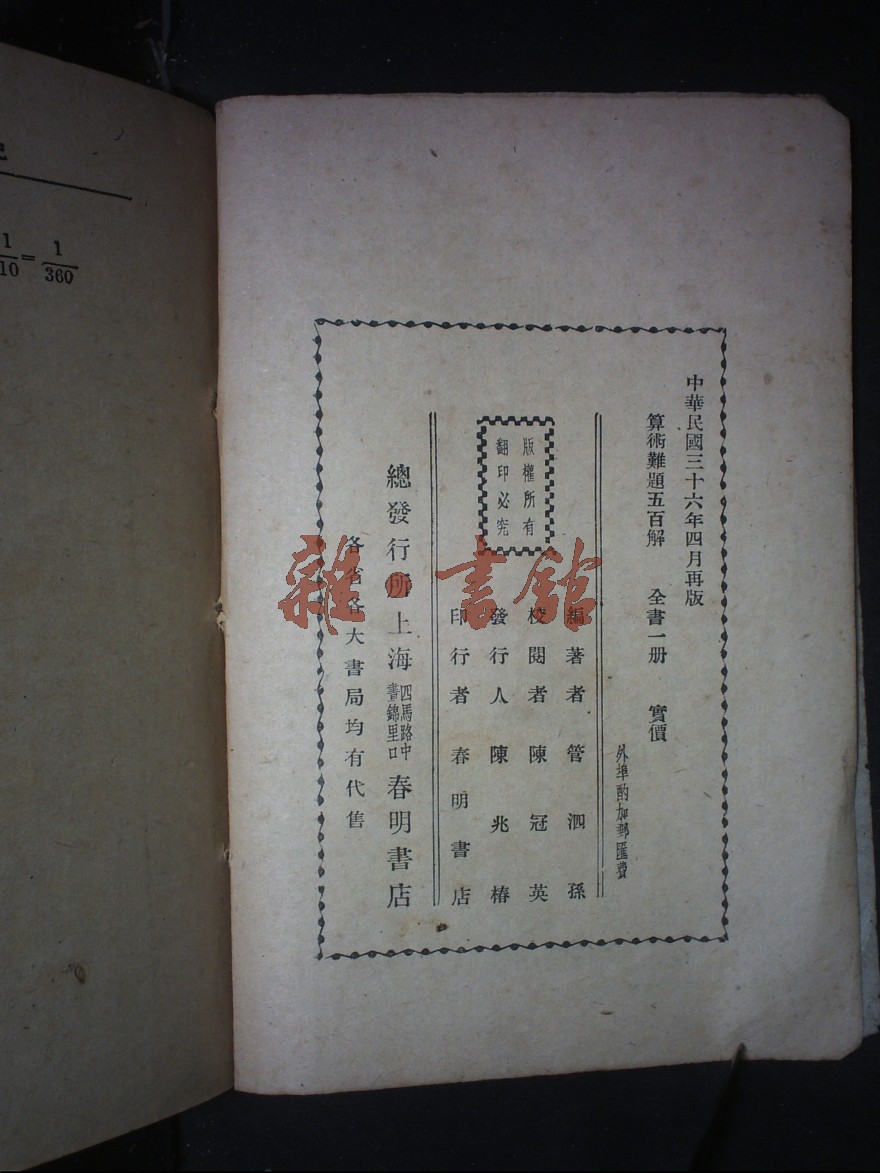 1/10 = 1/360
中華民國三十六年四月再版
算術難題五百解 全書一册 實價
外埠酌加郵匯費
編著者 管泗孫
校閱者 陳冠英
發行人 陳兆椿
印行者 春明書店
版權所有
翻印必究
總發行所 上海 四馬路中 晝錦里口 春明書店
各省各大書局均有代售
雜·書館